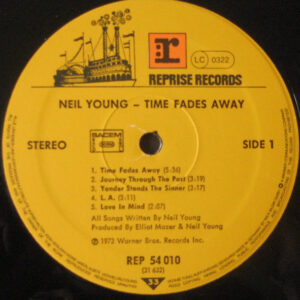 r
LC 0322
REPRISE RECORDS
NEIL YOUNG – TIME FADES AWAY
STEREO
SACEM
SIDE 1
1. Time Fades Away (5:36)
2. Journey Through The Past (3:19)
3. Yonder Stands The Sinner (3:17)
4. L.A. (3:11)
5. Love In Mind (2:07)
All Songs Written By Neil Young
Produced By Elliot Mazer & Neil Young
℗ 1973 Warner Bros. Records Inc.
REP 54 010
(31 622)
33